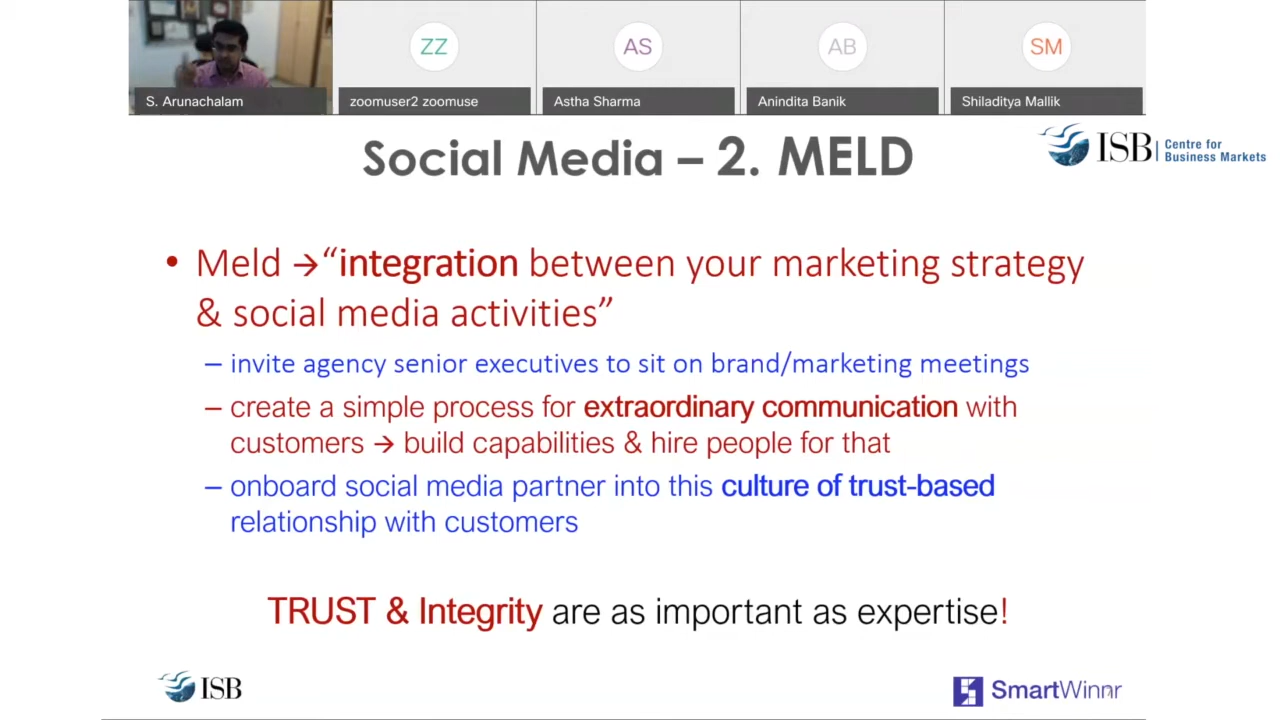 ZZ
AS
AB
SM
S. Arunachalam
zoomuser2 zoomuse
Astha Sharma
Anindita Banik
Shiladitya Mallik
Social Media – 2. MELD
ISB
Centre for
Business Markets
• Meld → “integration between your marketing strategy
& social media activities”
– invite agency senior executives to sit on brand/marketing meetings
– create a simple process for extraordinary communication with
customers → build capabilities & hire people for that
– onboard social media partner into this culture of trust-based
relationship with customers
TRUST & Integrity are as important as expertise!
ISB
SmartWinnr